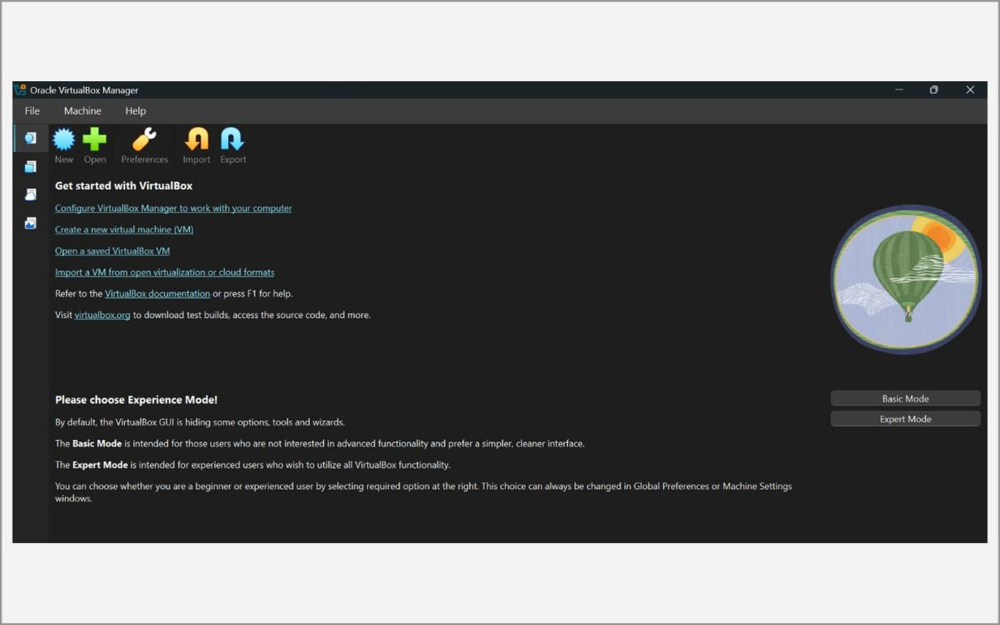 Oracle VirtualBox Manager
File Machine Help
New Open Preferences Import Export
Get started with VirtualBox
Configure VirtualBox Manager to work with your computer
Create a new virtual machine (VM)
Open a saved VirtualBox VM
Import a VM from open virtualization or cloud formats
Refer to the VirtualBox documentation or press F1 for help.
Visit virtualbox.org to download test builds, access the source code, and more.
Please choose Experience Mode!
Basic Mode
Expert Mode
By default, the VirtualBox GUI is hiding some options, tools and wizards.
The Basic Mode is intended for those users who are not interested in advanced functionality and prefer a simpler, cleaner interface.
The Expert Mode is intended for experienced users who wish to utilize all VirtualBox functionality.
You can choose whether you are a beginner or experienced user by selecting required option at the right. This choice can always be changed in Global Preferences or Machine Settings
windows.